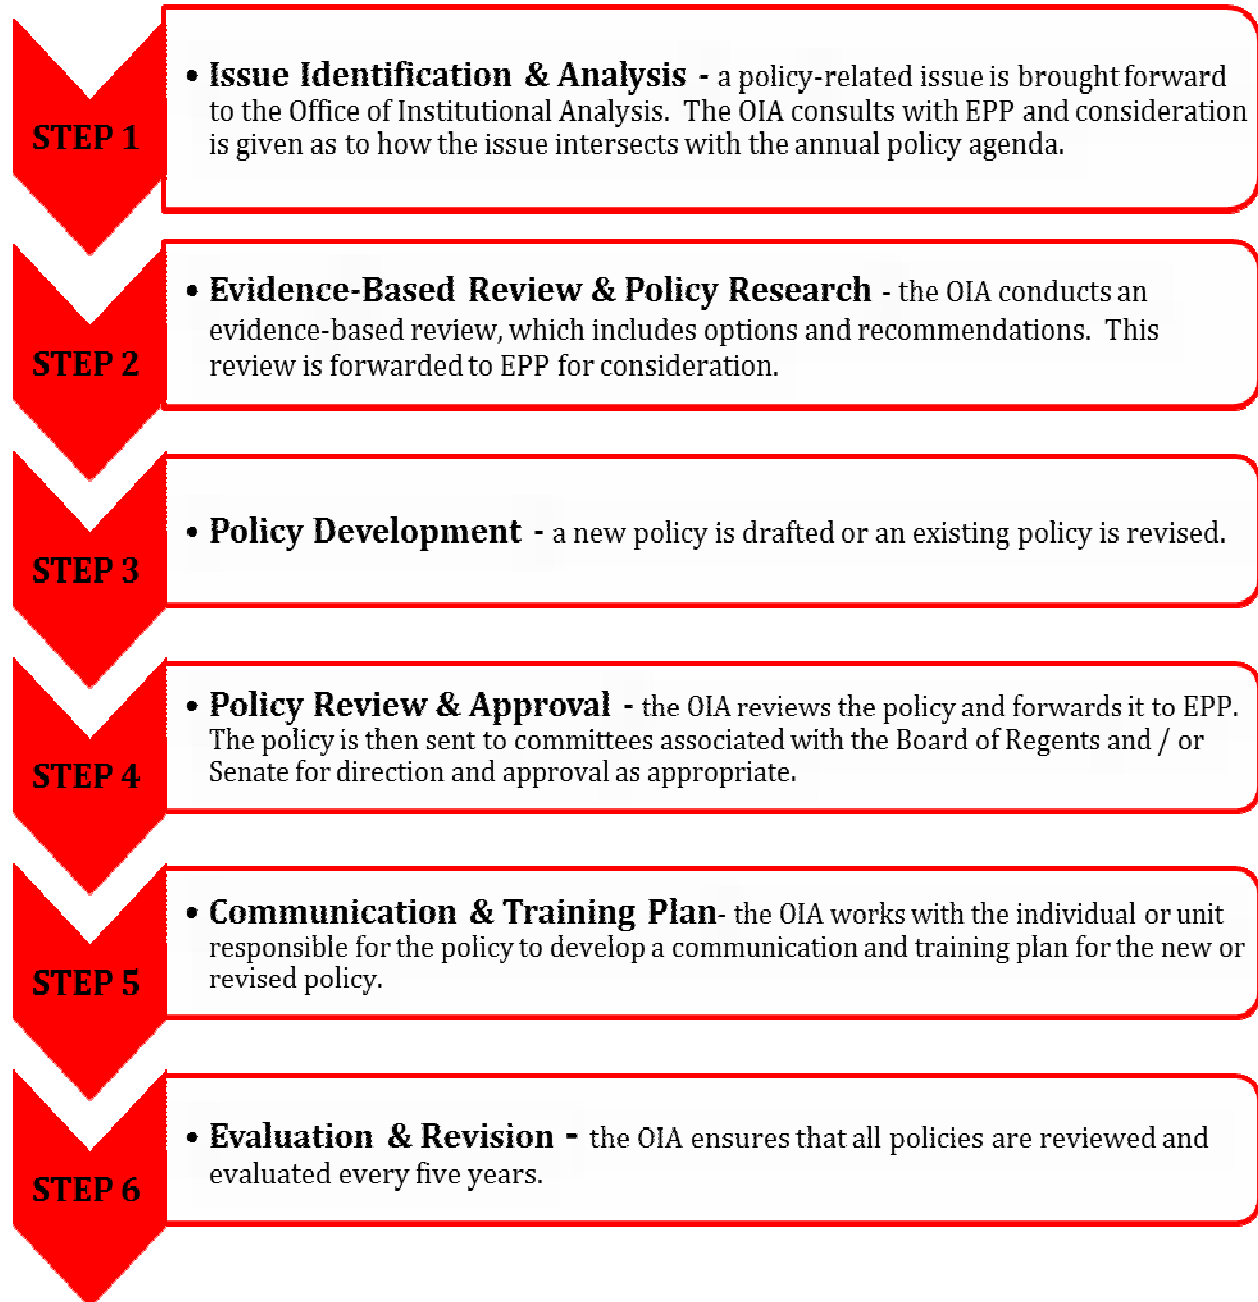 STEP 1
• Issue Identification & Analysis - a policy-related issue is brought forward
to the Office of Institutional Analysis.  The OIA consults with EPP and consideration
is given as to how the issue intersects with the annual policy agenda.
STEP 2
• Evidence-Based Review & Policy Research - the OIA conducts an
evidence-based review, which includes options and recommendations.  This
review is forwarded to EPP for consideration.
STEP 3
• Policy Development - a new policy is drafted or an existing policy is revised.
STEP 4
• Policy Review & Approval - the OIA reviews the policy and forwards it to EPP.
The policy is then sent to committees associated with the Board of Regents and / or
Senate for direction and approval as appropriate.
STEP 5
• Communication & Training Plan- the OIA works with the individual or unit
responsible for the policy to develop a communication and training plan for the new or
revised policy.
STEP 6
• Evaluation & Revision - the OIA ensures that all policies are reviewed and
evaluated every five years.